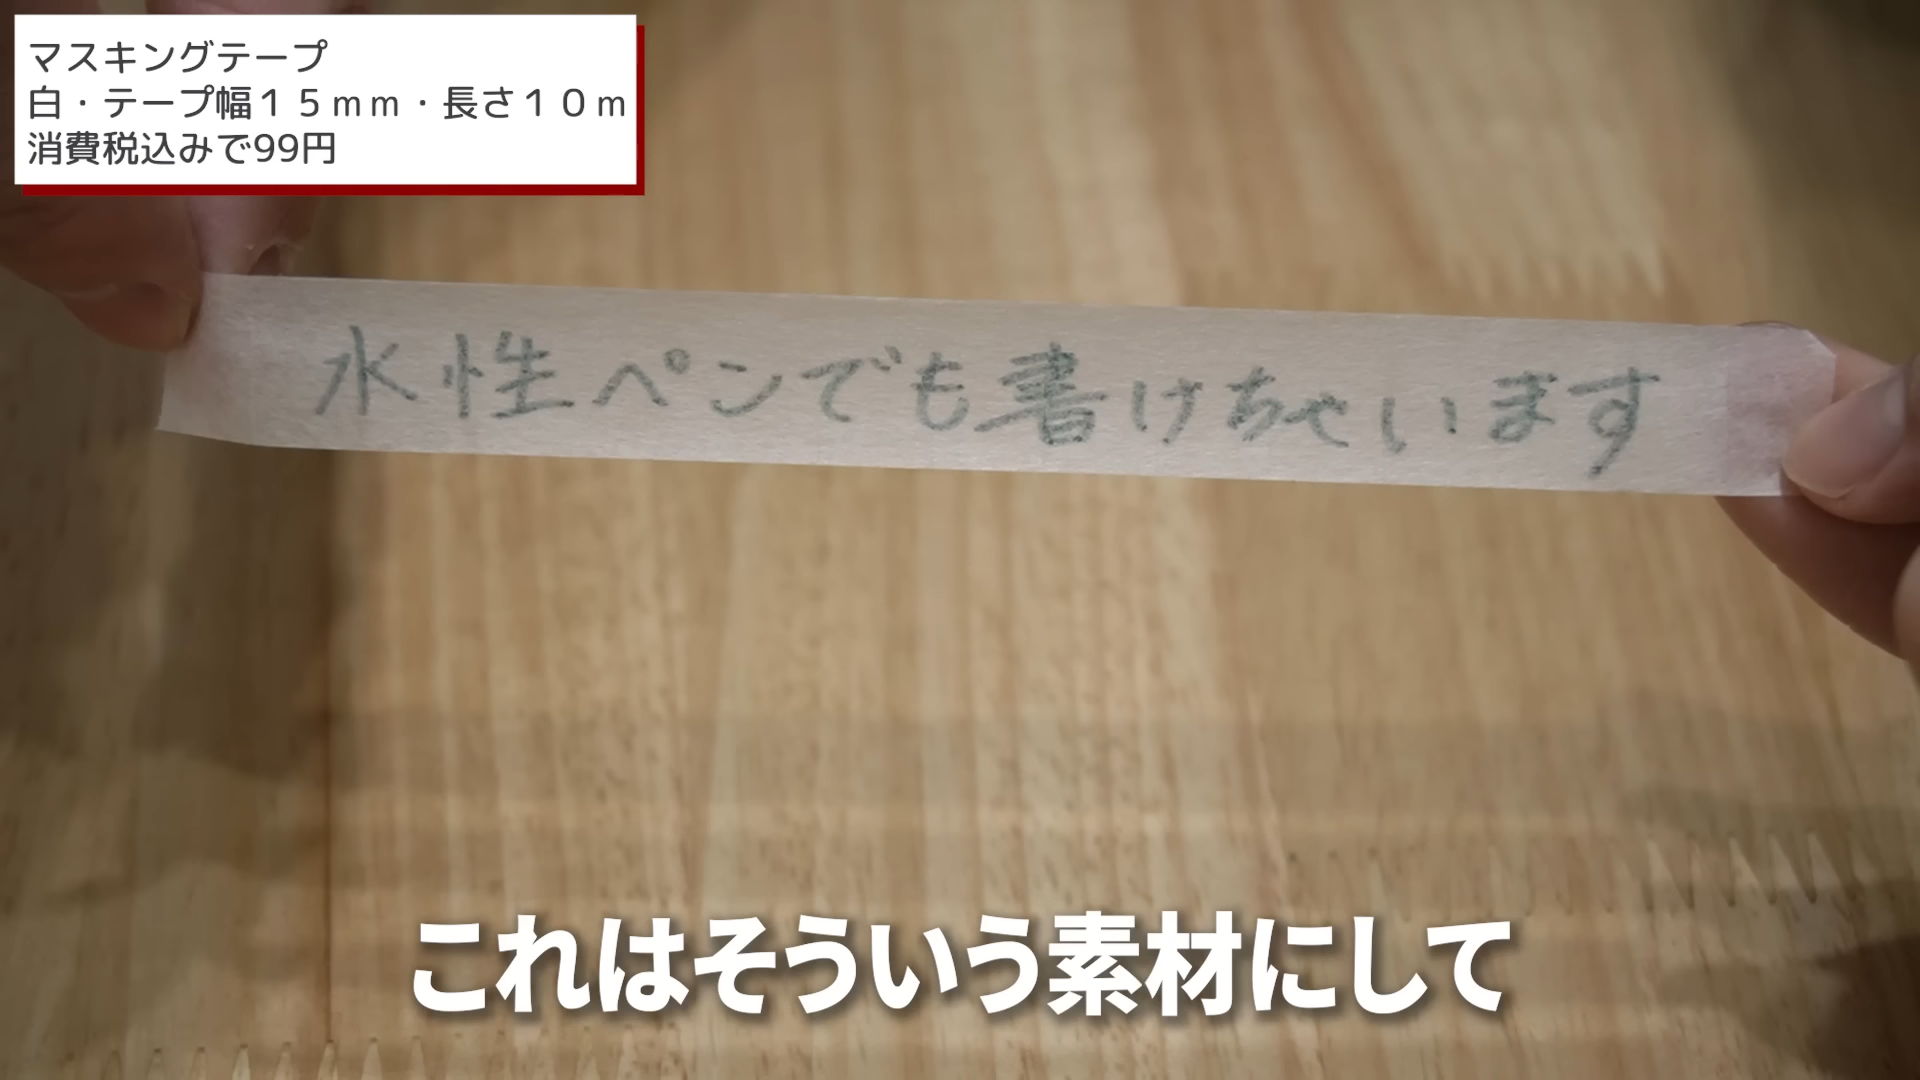 マスキングテープ
白・テープ幅１５ｍｍ・長さ１０ｍ
消費税込みで99円
水性ペンでも書けちゃいます
これはそういう素材にして